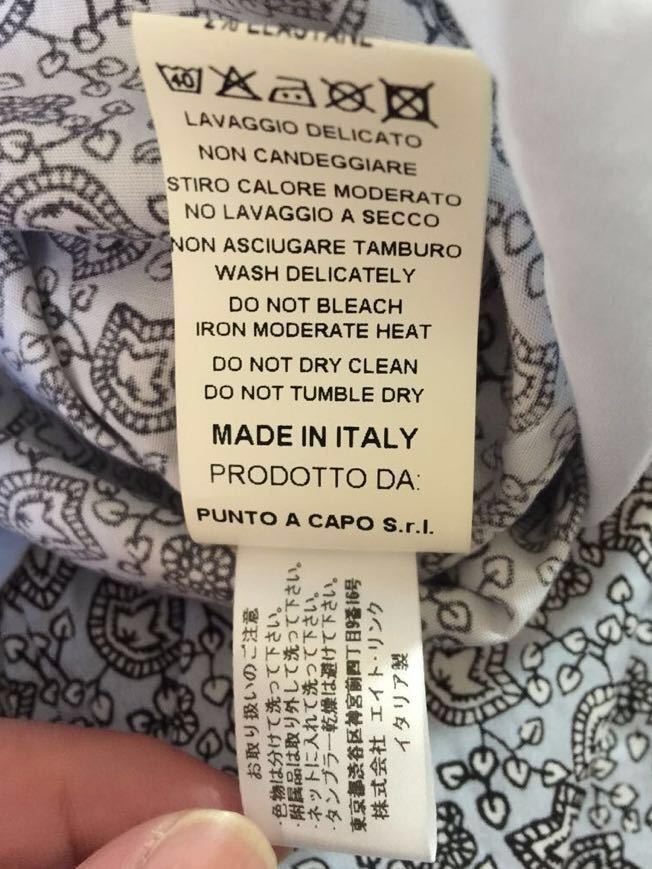 2% ELASTANE
40
LAVAGGIO DELICATO
NON CANDEGGIARE
STIRO CALORE MODERATO
NO LAVAGGIO A SECCO
NON ASCIUGARE TAMBURO
WASH DELICATELY
DO NOT BLEACH
IRON MODERATE HEAT
DO NOT DRY CLEAN
DO NOT TUMBLE DRY
MADE IN ITALY
PRODOTTO DA:
PUNTO A CAPO S.r.l.
お取り扱いのご注意
・色物は分けて洗って下さい。
・附属品は取り外して洗って下さい。
・ネットに入れて洗って下さい。
・タンブラー乾燥は避けて下さい。
東京都渋谷区神宮前四丁目9番16号
株式会社 エイト・リンク
イタリア製